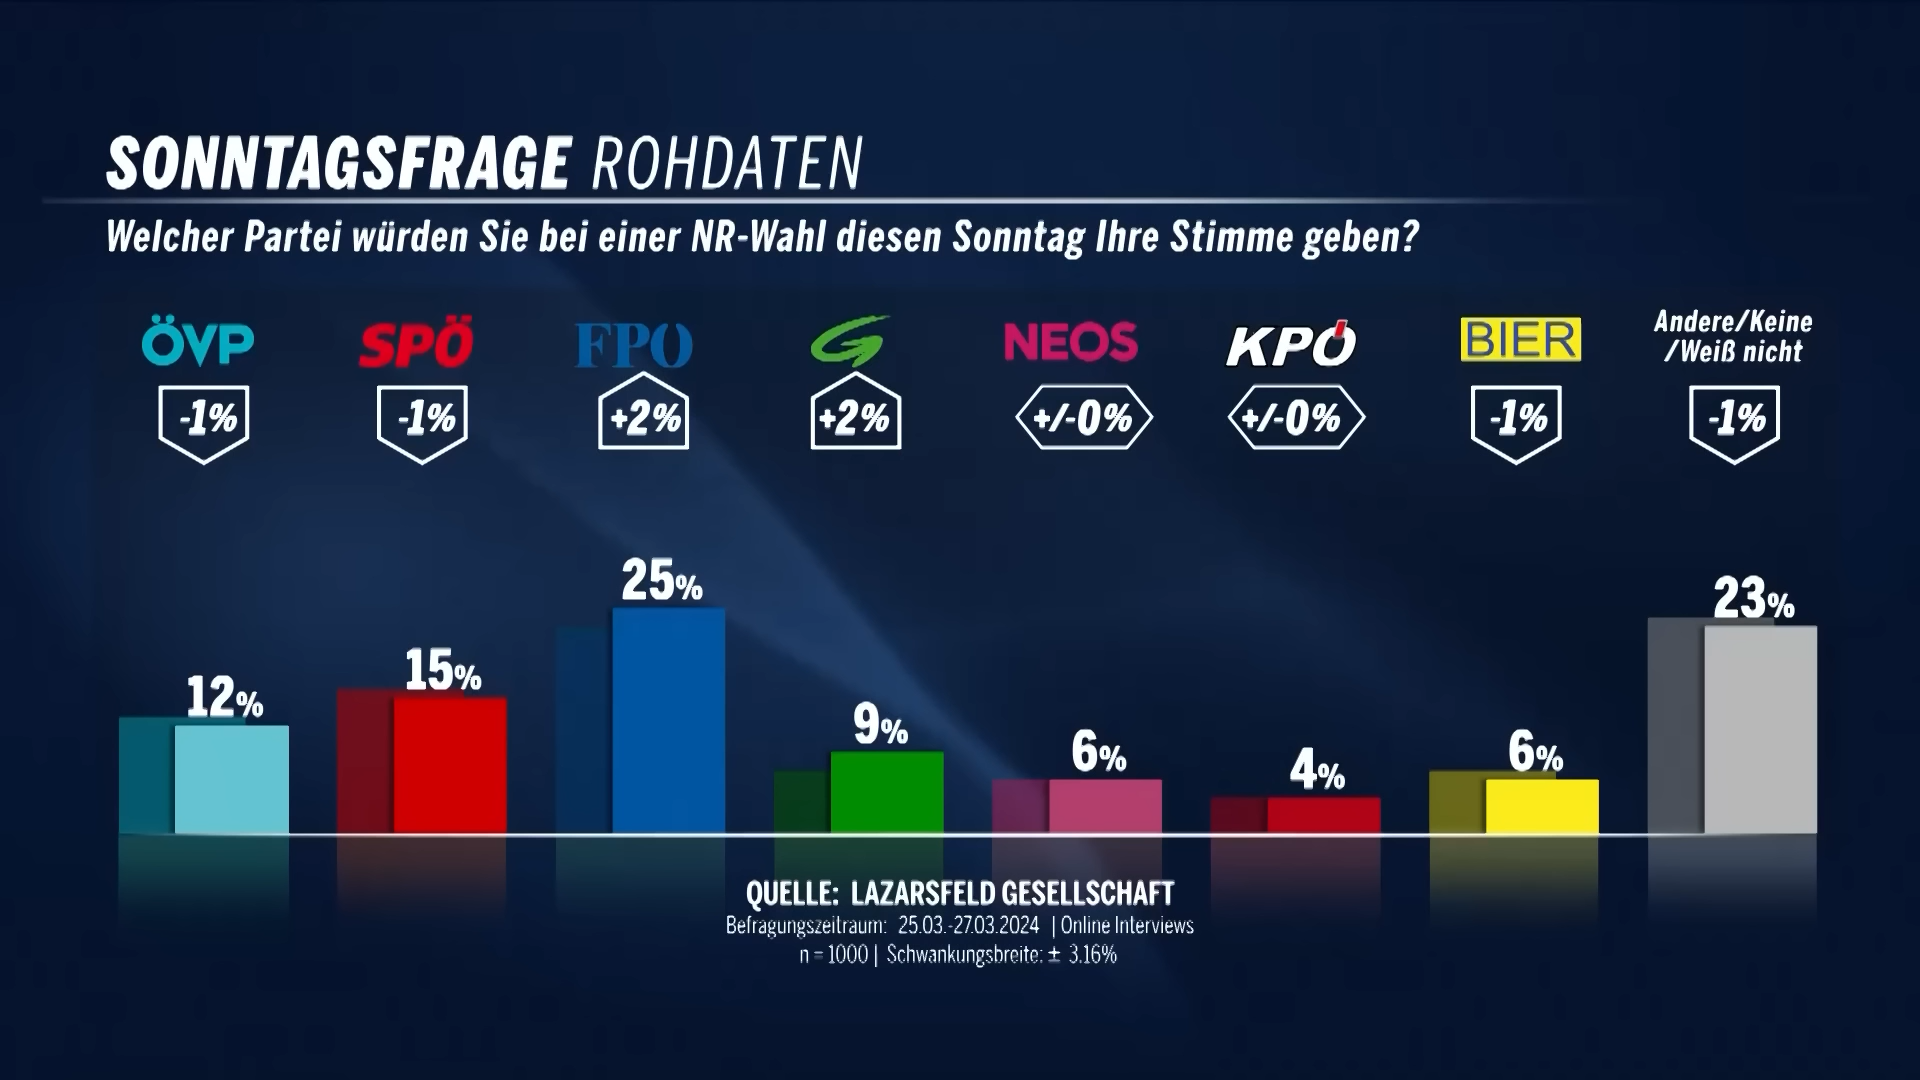 SONNTAGSFRAGE ROHDATEN
Welcher Partei würden Sie bei einer NR-Wahl diesen Sonntag Ihre Stimme geben?
ÖVP SPÖ FPÖ G NEOS KPÖ BIER Andere/Keine
/Weiß nicht
-1% -1% +2% +2% +/-0% +/-0% -1% -1%
12% 15% 25% 9% 6% 4% 6% 23%
QUELLE: LAZARSFELD GESELLSCHAFT
Befragungszeitraum: 25.03.-27.03.2024 | Online Interviews
n = 1000 | Schwankungsbreite: ± 3.16%